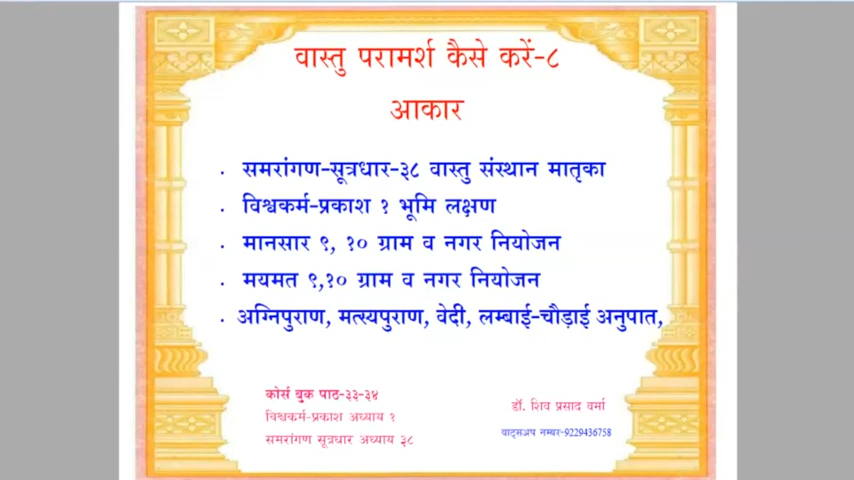 वास्तु परामर्श कैसे करें-८
आकार
. समरांगण-सूत्रधार-३८ वास्तु संस्थान मातृका
. विश्वकर्म-प्रकाश १ भूमि लक्षण
. मानसार ९, १० ग्राम व नगर नियोजन
. मयमत ९,१० ग्राम व नगर नियोजन
. अग्निपुराण, मत्स्यपुराण, वेदी, लम्बाई-चौड़ाई अनुपात,
कोर्स बुक पाठ-३३-३४
विश्वकर्म-प्रकाश अध्याय १
समरांगण सूत्रधार अध्याय ३८
डॉ. शिव प्रसाद वर्मा
वाट्सअप नम्बर-9229436758